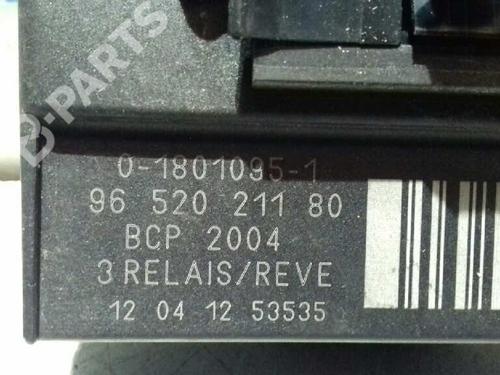 B-PARTS
0-1801095-1
96 520 211 80
BCP 2004
3 RELAIS/REVE
12 04 12 53535